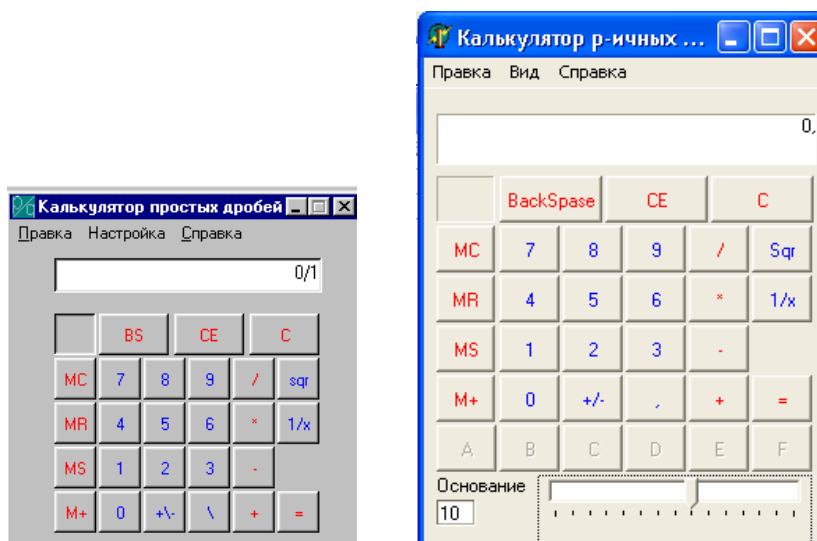 Калькулятор простых дробей
Правка Настройка Справка
0/1
BS CE C
MC 7 8 9 / sqr
MR 4 5 6 * 1/x
MS 1 2 3 -
M+ 0 +\- \ + =
Калькулятор p-ичных ...
Правка Вид Справка
0,
BackSpase CE C
MC 7 8 9 / Sqr
MR 4 5 6 * 1/x
MS 1 2 3 -
M+ 0 +/- , + =
A B C D E F
Основание
10